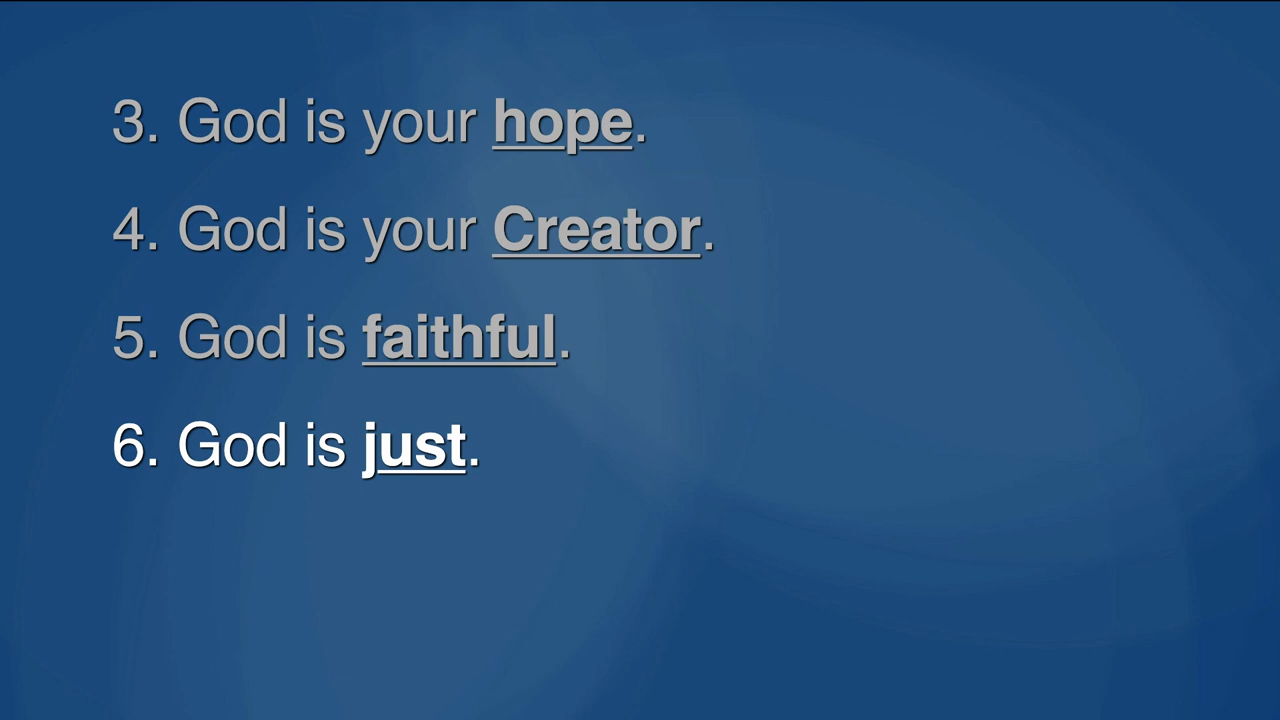 3. God is your hope.
4. God is your Creator.
5. God is faithful.
6. God is just.